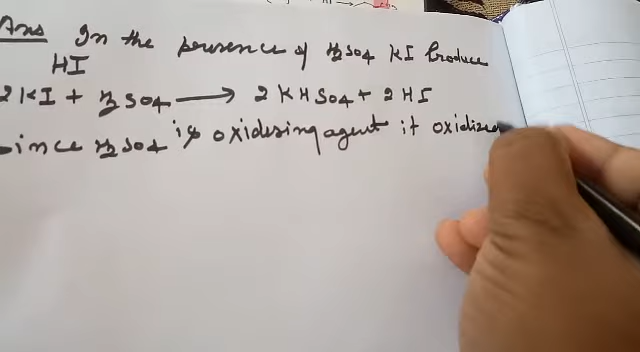 Ans In the presence of H2SO4 KI Produce
HI
2KI + H2SO4 → 2KHSO4 + 2HI
Since H2SO4 is oxidising agent it oxidized